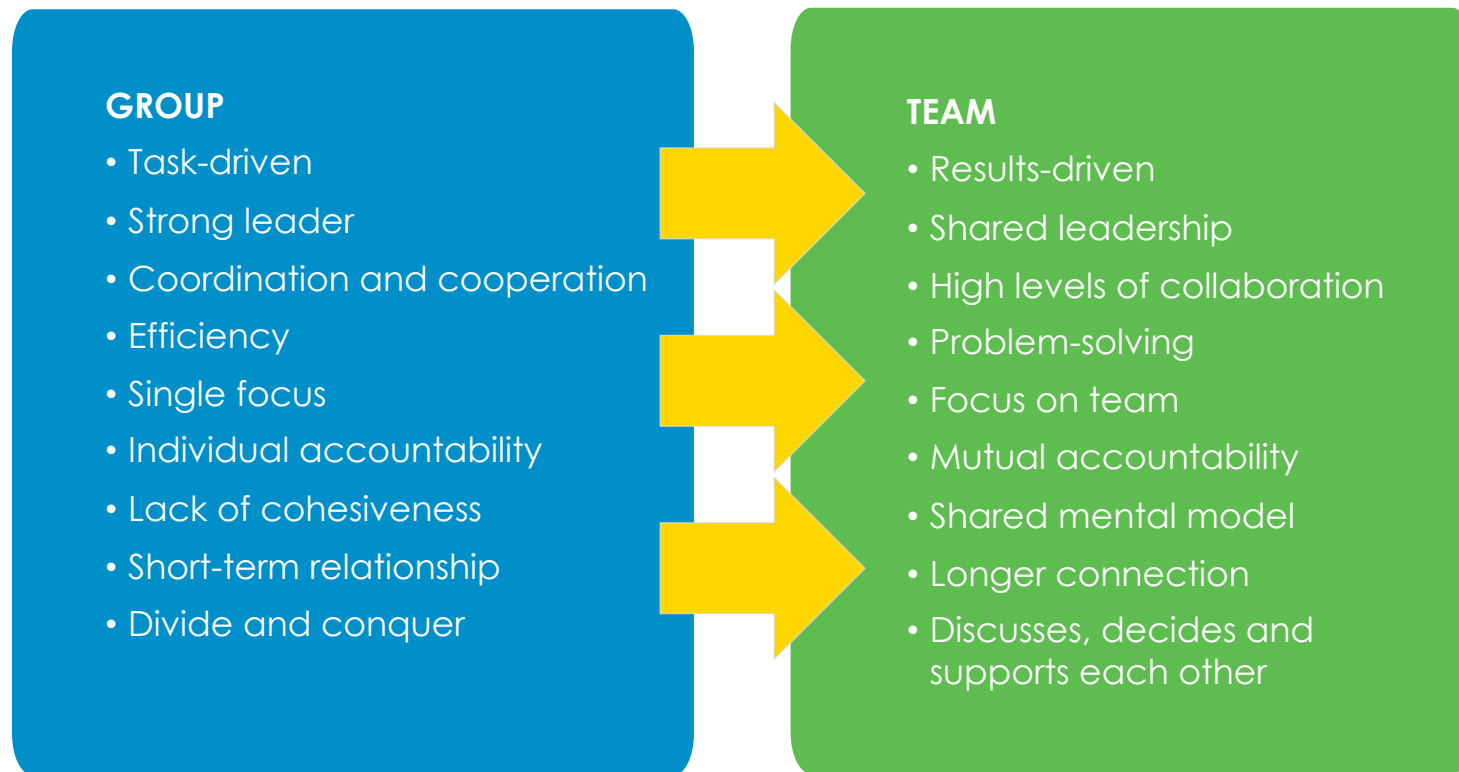 GROUP
• Task-driven
• Strong leader
• Coordination and cooperation
• Efficiency
• Single focus
• Individual accountability
• Lack of cohesiveness
• Short-term relationship
• Divide and conquer
TEAM
• Results-driven
• Shared leadership
• High levels of collaboration
• Problem-solving
• Focus on team
• Mutual accountability
• Shared mental model
• Longer connection
• Discusses, decides and
supports each other